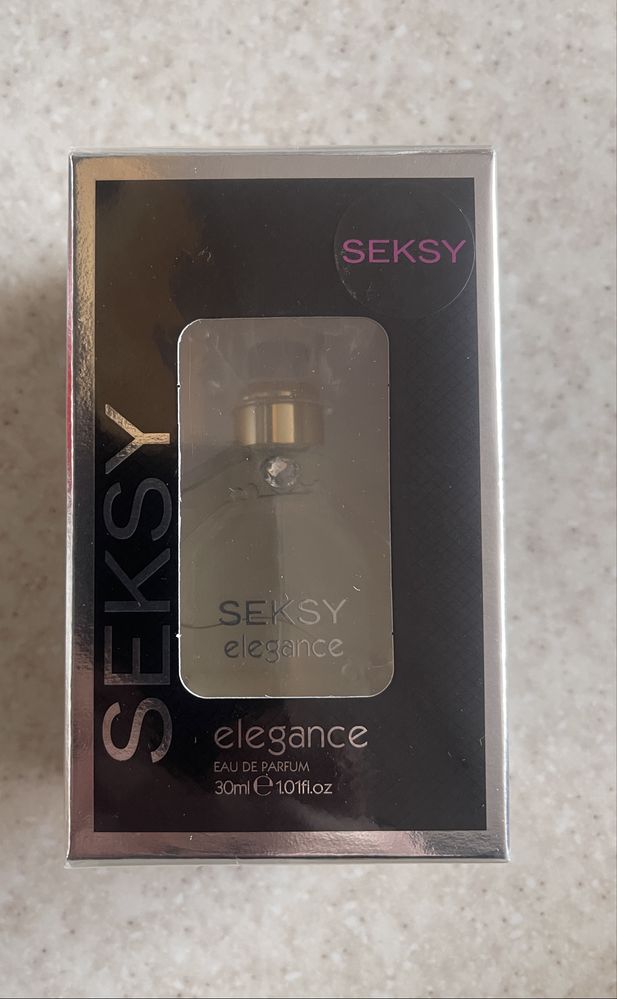 SEKSY
SEKSY
SEKSY
elegance
elegance
EAU DE PARFUM
30ml ℮ 1.01fl.oz